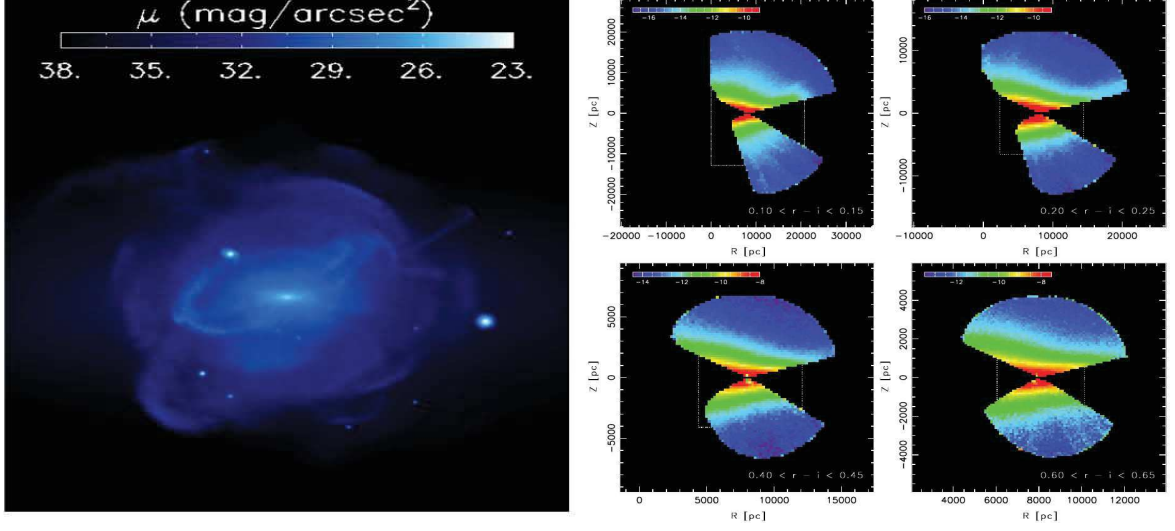 μ (mag/arcsec²)
38. 35. 32. 29. 26. 23.
-16 -14 -12 -10
Z [pc]
20000
10000
0
-10000
-20000
0.10 < r - i < 0.15
-20000 -10000 0 10000 20000 30000
R [pc]
-16 -14 -12 -10
Z [pc]
10000
0
-10000
0.20 < r - i < 0.25
-10000 0 10000 20000
R [pc]
-14 -12 -10 -8
Z [pc]
5000
0
-5000
0.40 < r - i < 0.45
0 5000 10000 15000
R [pc]
-12 -10 -8
Z [pc]
4000
2000
0
-2000
-4000
0.60 < r - i < 0.65
4000 6000 8000 10000 12000
R [pc]